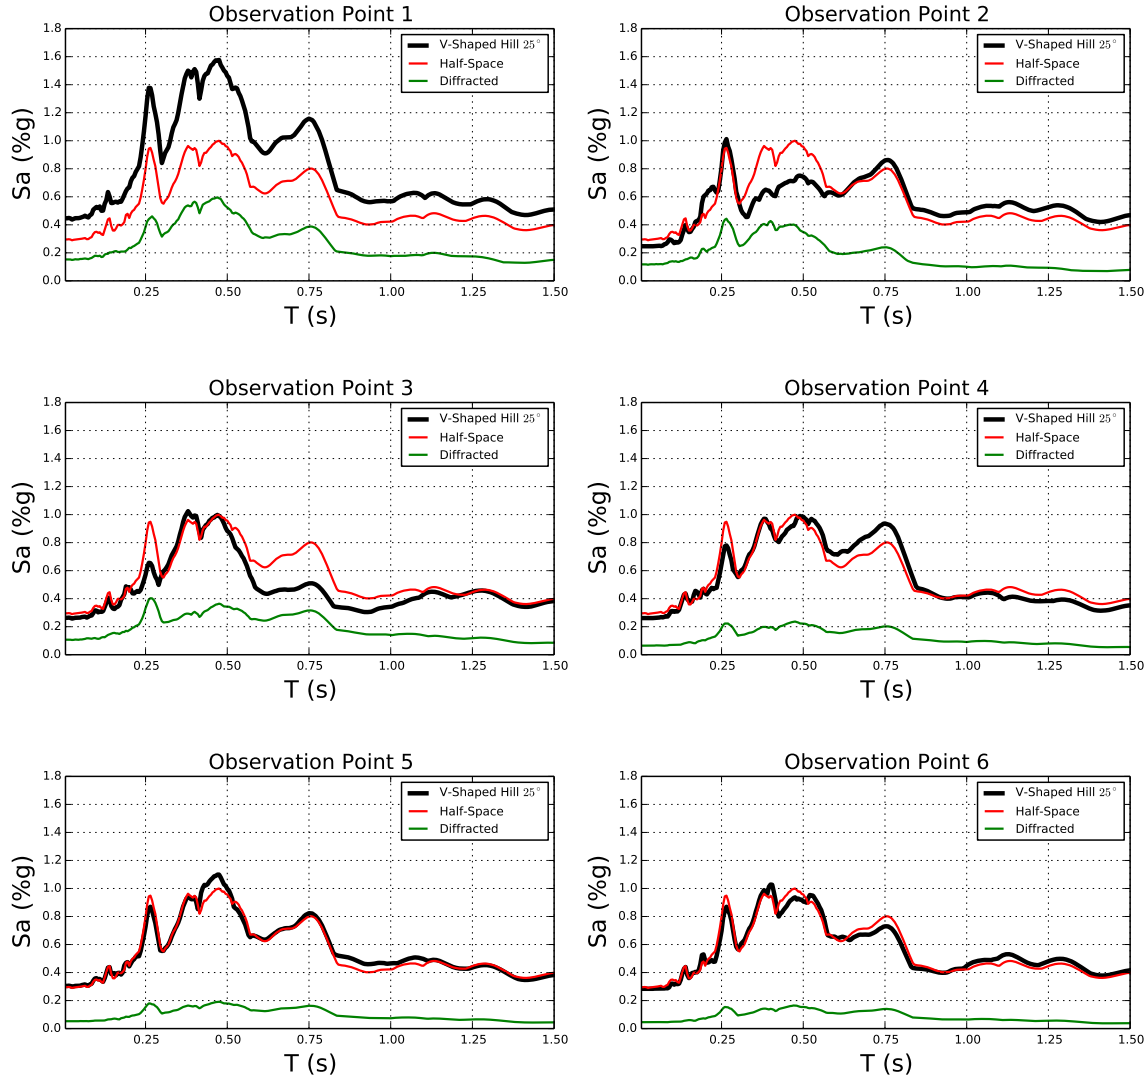 Observation Point 1
Sa (%g)
1.8
1.6
1.4
1.2
1.0
0.8
0.6
0.4
0.2
0.0
V-Shaped Hill 25°
Half-Space
Diffracted
0.25 0.50 0.75 1.00 1.25 1.50
T (s)
Observation Point 2
Sa (%g)
1.8
1.6
1.4
1.2
1.0
0.8
0.6
0.4
0.2
0.0
V-Shaped Hill 25°
Half-Space
Diffracted
0.25 0.50 0.75 1.00 1.25 1.50
T (s)
Observation Point 3
Sa (%g)
1.8
1.6
1.4
1.2
1.0
0.8
0.6
0.4
0.2
0.0
V-Shaped Hill 25°
Half-Space
Diffracted
0.25 0.50 0.75 1.00 1.25 1.50
T (s)
Observation Point 4
Sa (%g)
1.8
1.6
1.4
1.2
1.0
0.8
0.6
0.4
0.2
0.0
V-Shaped Hill 25°
Half-Space
Diffracted
0.25 0.50 0.75 1.00 1.25 1.50
T (s)
Observation Point 5
Sa (%g)
1.8
1.6
1.4
1.2
1.0
0.8
0.6
0.4
0.2
0.0
V-Shaped Hill 25°
Half-Space
Diffracted
0.25 0.50 0.75 1.00 1.25 1.50
T (s)
Observation Point 6
Sa (%g)
1.8
1.6
1.4
1.2
1.0
0.8
0.6
0.4
0.2
0.0
V-Shaped Hill 25°
Half-Space
Diffracted
0.25 0.50 0.75 1.00 1.25 1.50
T (s)